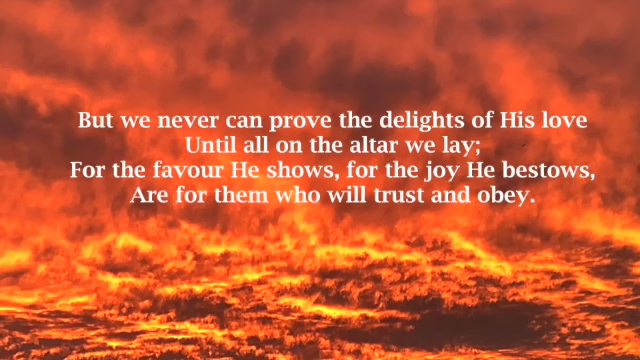 But we never can prove the delights of His love
Until all on the altar we lay;
For the favour He shows, for the joy He bestows,
Are for them who will trust and obey.